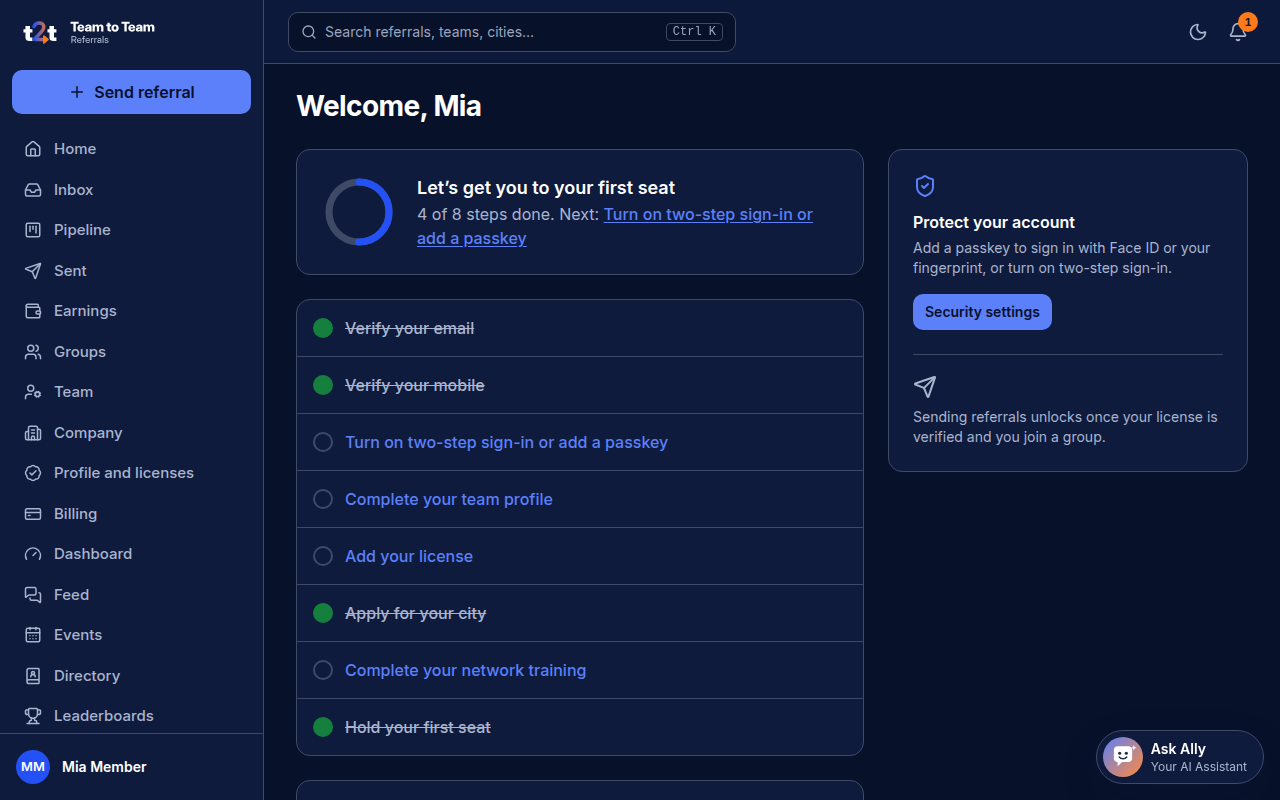 t2t
Team to Team
Referrals
Send referral
Home
Inbox
Pipeline
Sent
Earnings
Groups
Team
Company
Profile and licenses
Billing
Dashboard
Feed
Events
Directory
Leaderboards
MM
Mia Member
Search referrals, teams, cities...
Ctrl K
1
Welcome, Mia
Let’s get you to your first seat
4 of 8 steps done. Next: Turn on two-step sign-in or
add a passkey
Verify your email
Verify your mobile
Turn on two-step sign-in or add a passkey
Complete your team profile
Add your license
Apply for your city
Complete your network training
Hold your first seat
Protect your account
Add a passkey to sign in with Face ID or your
fingerprint, or turn on two-step sign-in.
Security settings
Sending referrals unlocks once your license is
verified and you join a group.
Ask Ally
Your AI Assistant